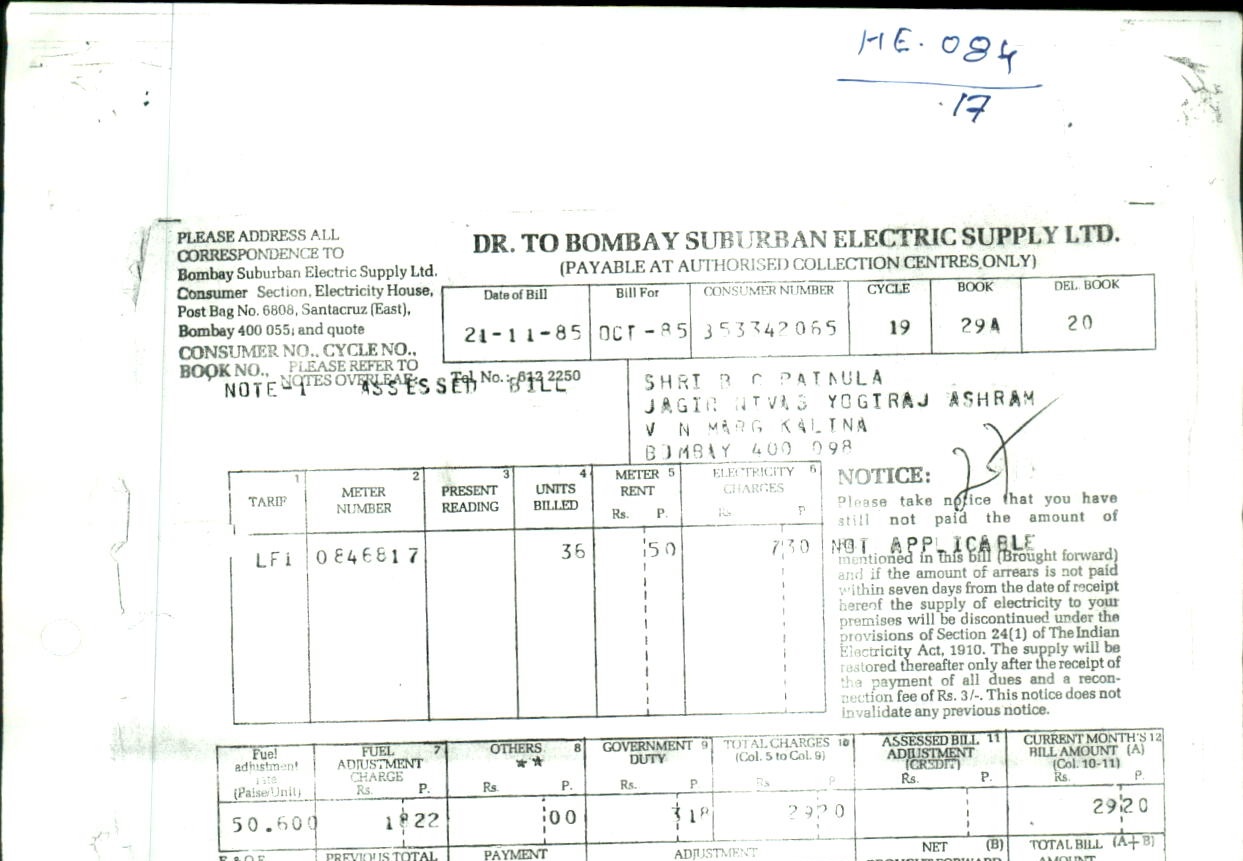 HE. 084
17
PLEASE ADDRESS ALL
CORRESPONDENCE TO
Bombay Suburban Electric Supply Ltd.
Consumer Section, Electricity House,
Post Bag No. 6808, Santacruz (East),
Bombay 400 055; and quote
CONSUMER NO., CYCLE NO.,
BOOK NO., PLEASE REFER TO
NOTES OVERLEAF. Tel. No.: 612 2250
NOTE-1 ASSESSED BILL
DR. TO BOMBAY SUBURBAN ELECTRIC SUPPLY LTD.
(PAYABLE AT AUTHORISED COLLECTION CENTRES ONLY)
Date of Bill Bill For CONSUMER NUMBER CYCLE BOOK DEL. BOOK
21-11-85 OCT-85 353342065 19 29A 20
SHRI B C PATNULA
JAGIR NIVAS YOGIRAJ ASHRAM
V N MARG KALINA
BOMBAY 400 098
1 2 3 4 5 6
TARIF METER NUMBER PRESENT READING UNITS BILLED METER RENT ELECTRICITY CHARGES
Rs. P. Rs. P.
LF1 0846817 36 50 7 30
NOTICE:
Please take notice that you have
still not paid the amount of
NOT APPLICABLE
mentioned in this bill (Brought forward)
and if the amount of arrears is not paid
within seven days from the date of receipt
hereof the supply of electricity to your
premises will be discontinued under the
provisions of Section 24(1) of The Indian
Electricity Act, 1910. The supply will be
restored thereafter only after the receipt of
the payment of all dues and a recon-
nection fee of Rs. 3/-. This notice does not
invalidate any previous notice.
Fuel adjustment rate (Paise/Unit) FUEL 7 ADJUSTMENT CHARGE OTHERS 8 ** GOVERNMENT 9 DUTY TOTAL CHARGES 10 (Col. 5 to Col. 9) ASSESSED BILL 11 ADJUSTMENT (CREDIT) CURRENT MONTH'S 12 BILL AMOUNT (A) (Col. 10-11)
Rs. P. Rs. P. Rs. P. Rs P Rs. P. Rs. P.
50.600 18 22 00 3 18 29 20 29 20
E. & O.E. PREVIOUS TOTAL PAYMENT ADJUSTMENT NET (B) TOTAL BILL (A+B)
BROUGHT FORWARD AMOUNT